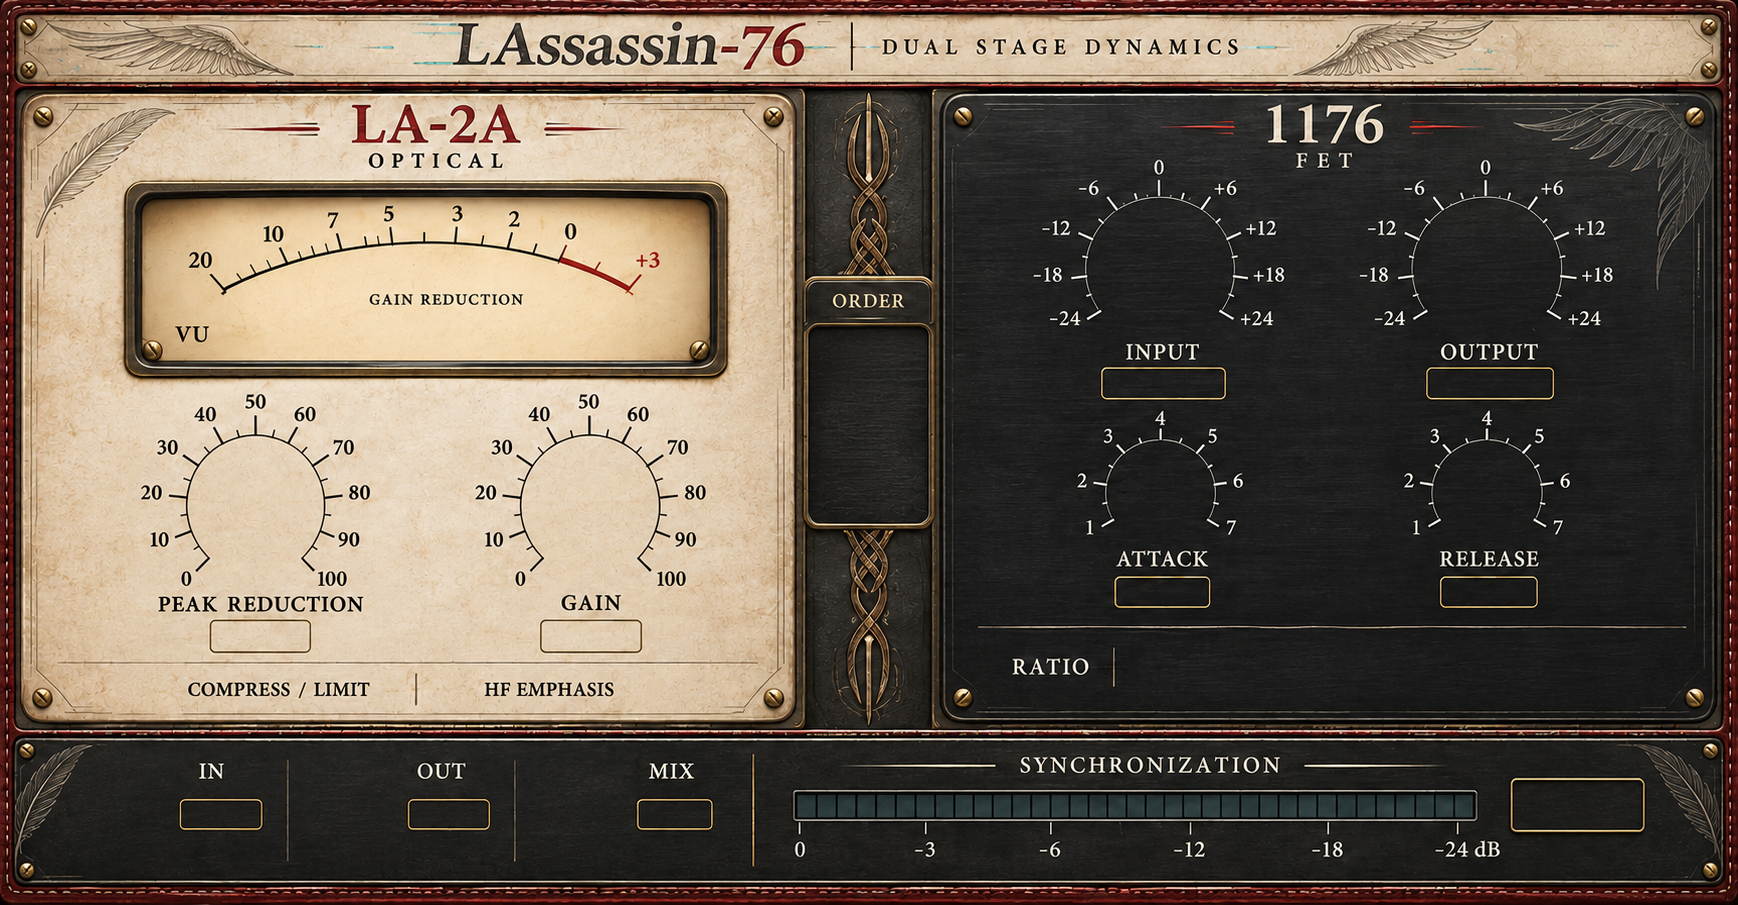 LAssassin-76
DUAL STAGE DYNAMICS
LA-2A
OPTICAL
20 10 7 5 3 2 0 +3
GAIN REDUCTION
VU
0 10 20 30 40 50 60 70 80 90 100
PEAK REDUCTION
0 10 20 30 40 50 60 70 80 90 100
GAIN
COMPRESS / LIMIT
HF EMPHASIS
ORDER
1176
FET
-24 -18 -12 -6 0 +6 +12 +18 +24
INPUT
-24 -18 -12 -6 0 +6 +12 +18 +24
OUTPUT
1 2 3 4 5 6 7
ATTACK
1 2 3 4 5 6 7
RELEASE
RATIO
IN
OUT
MIX
SYNCHRONIZATION
0 -3 -6 -12 -18 -24 dB